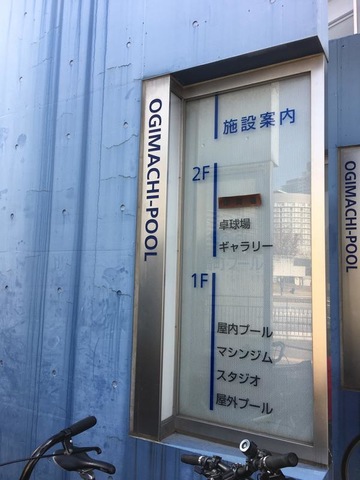 OGIMACHI-POOL
施設案内
2F
卓球場
ギャラリー
1F
屋内プール
マシンジム
スタジオ
屋外プール
OGIMACHI-POOL